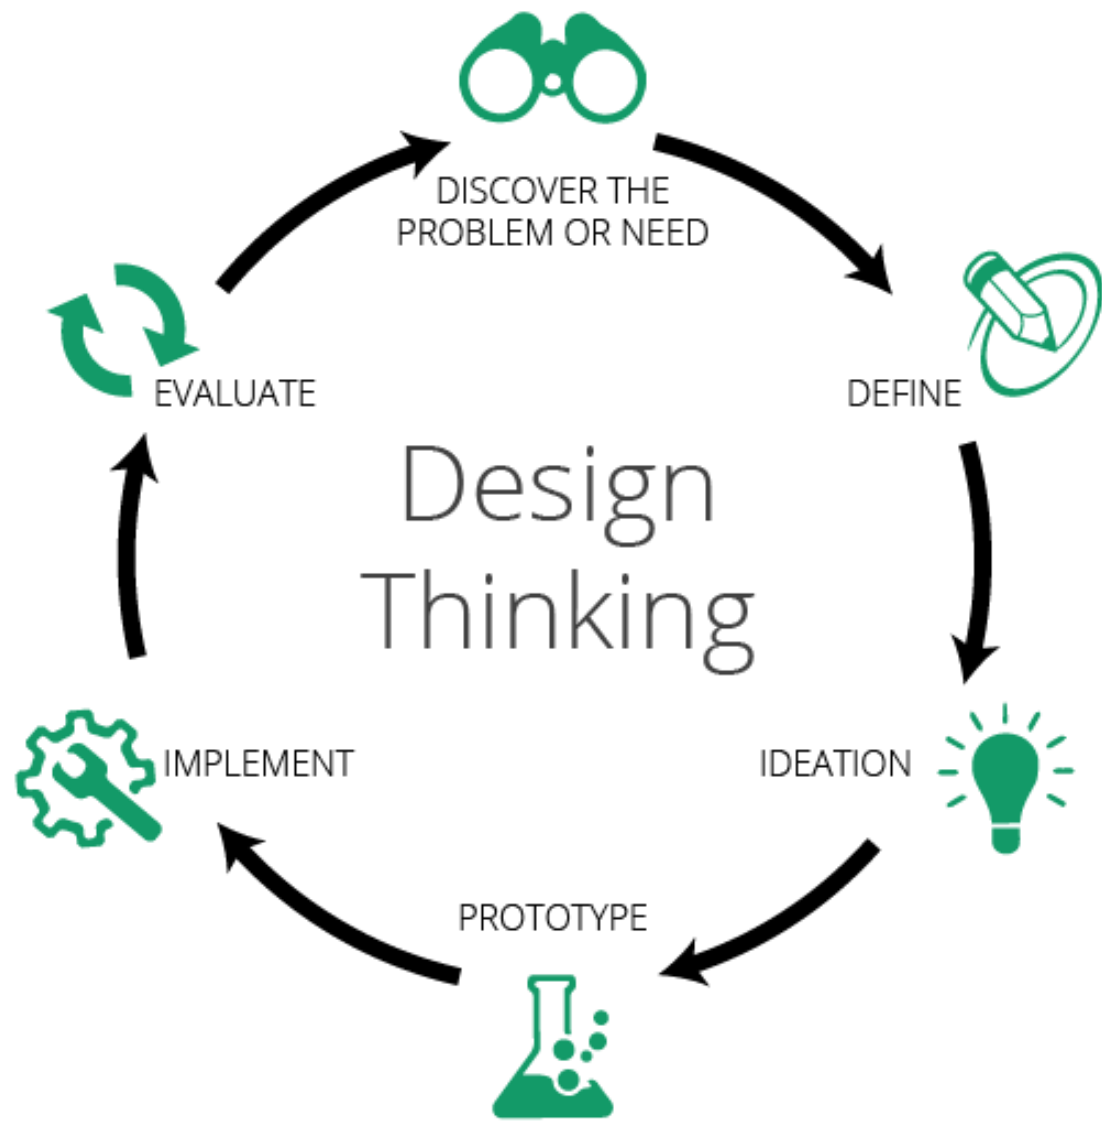 DISCOVER THE
PROBLEM OR NEED
DEFINE
IDEATION
PROTOTYPE
IMPLEMENT
EVALUATE
Design
Thinking